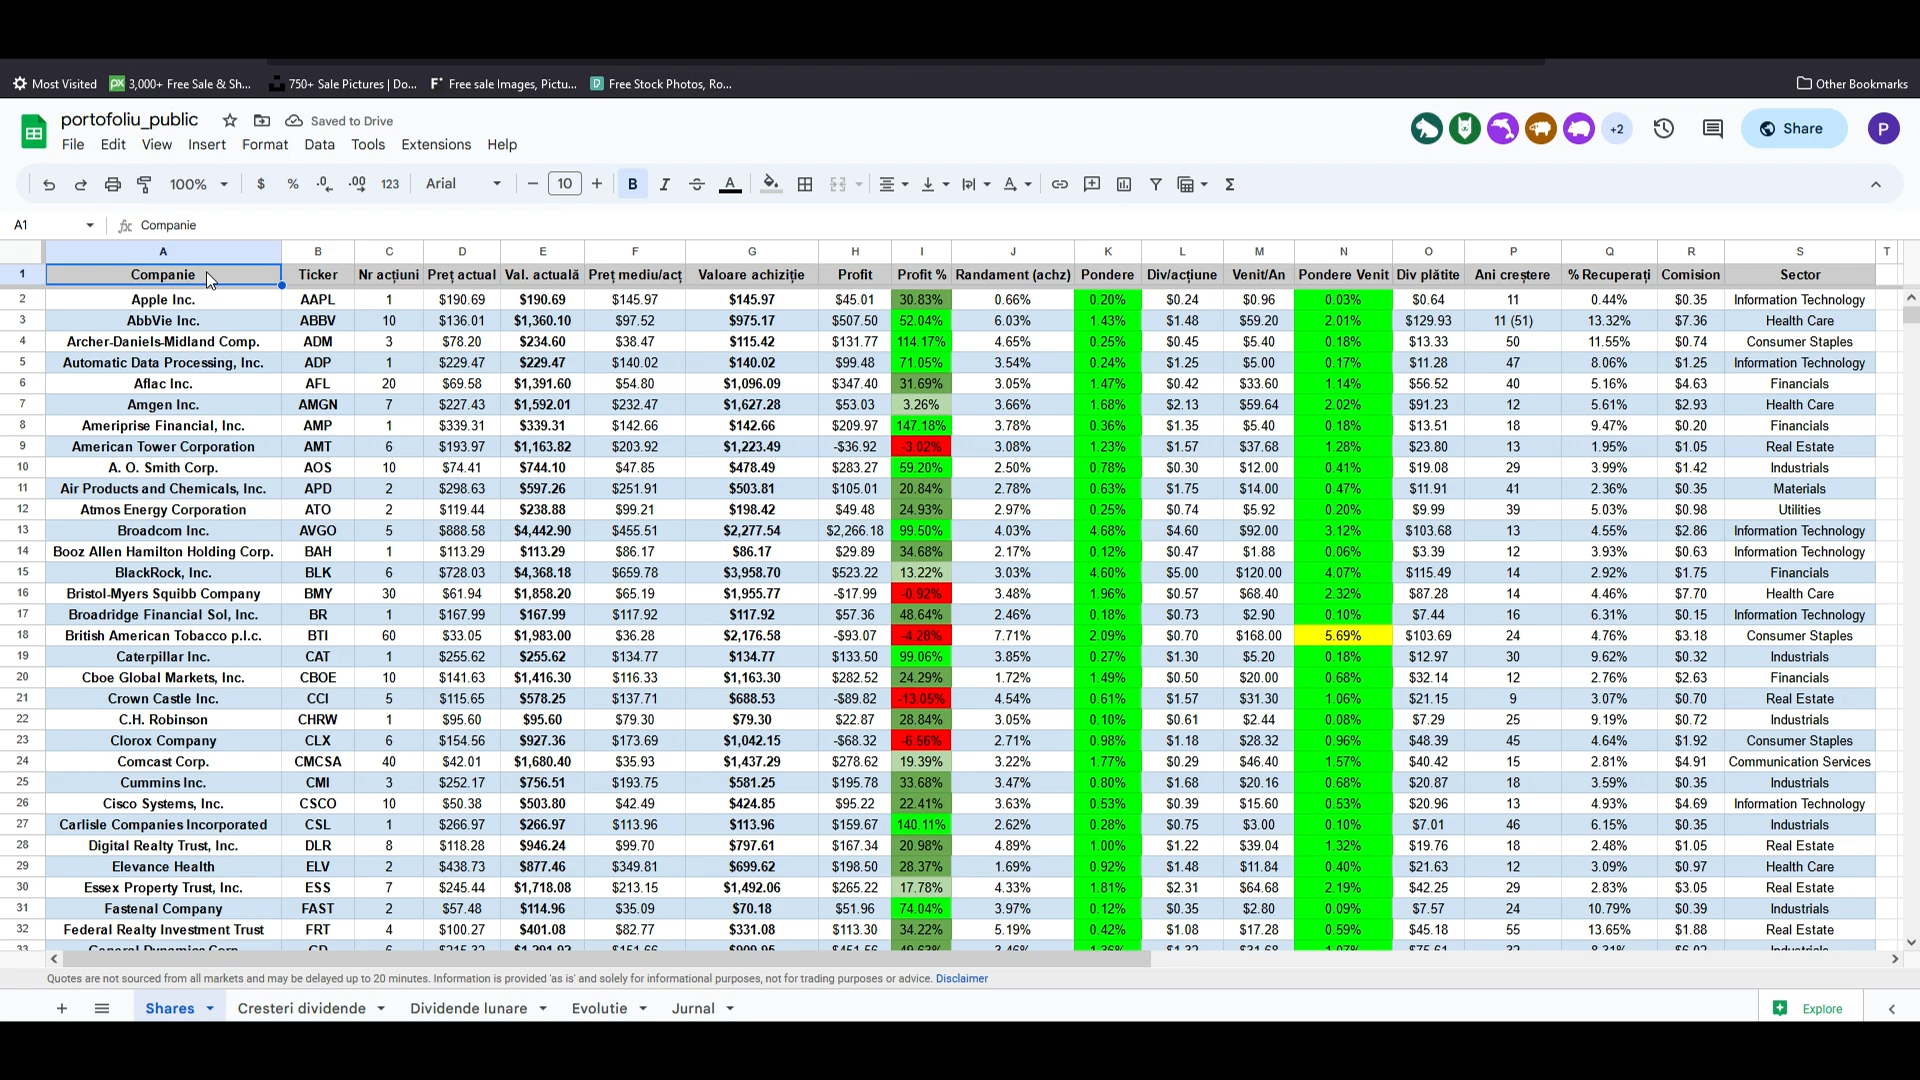 Most Visited 3,000+ Free Sale & Sh... 750+ Sale Pictures | Do... Free sale Images, Pictu... Free Stock Photos, Ro... Other Bookmarks
portofoliu_public Saved to Drive
File Edit View Insert Format Data Tools Extensions Help
+2 Share P
100% $ % .0 .00 123 Arial − 10 + B I A Σ
A1 fx Companie
A B C D E F G H I J K L M N O P Q R S T
1 Companie Ticker Nr acțiuni Preț actual Val. actuală Preț mediu/acț Valoare achiziție Profit Profit % Randament (achz) Pondere Div/acțiune Venit/An Pondere Venit Div plătite Ani creștere % Recuperați Comision Sector
2 Apple Inc. AAPL 1 $190.69 $190.69 $145.97 $145.97 $45.01 30.83% 0.66% 0.20% $0.24 $0.96 0.03% $0.64 11 0.44% $0.35 Information Technology
3 AbbVie Inc. ABBV 10 $136.01 $1,360.10 $97.52 $975.17 $507.50 52.04% 6.03% 1.43% $1.48 $59.20 2.01% $129.93 11 (51) 13.32% $7.36 Health Care
4 Archer-Daniels-Midland Comp. ADM 3 $78.20 $234.60 $38.47 $115.42 $131.77 114.17% 4.65% 0.25% $0.45 $5.40 0.18% $13.33 50 11.55% $0.74 Consumer Staples
5 Automatic Data Processing, Inc. ADP 1 $229.47 $229.47 $140.02 $140.02 $99.48 71.05% 3.54% 0.24% $1.25 $5.00 0.17% $11.28 47 8.06% $1.25 Information Technology
6 Aflac Inc. AFL 20 $69.58 $1,391.60 $54.80 $1,096.09 $347.40 31.69% 3.05% 1.47% $0.42 $33.60 1.14% $56.52 40 5.16% $4.63 Financials
7 Amgen Inc. AMGN 7 $227.43 $1,592.01 $232.47 $1,627.28 $53.03 3.26% 3.66% 1.68% $2.13 $59.64 2.02% $91.23 12 5.61% $2.93 Health Care
8 Ameriprise Financial, Inc. AMP 1 $339.31 $339.31 $142.66 $142.66 $209.97 147.18% 3.78% 0.36% $1.35 $5.40 0.18% $13.51 18 9.47% $0.20 Financials
9 American Tower Corporation AMT 6 $193.97 $1,163.82 $203.92 $1,223.49 -$36.92 -3.02% 3.08% 1.23% $1.57 $37.68 1.28% $23.80 13 1.95% $1.05 Real Estate
10 A. O. Smith Corp. AOS 10 $74.41 $744.10 $47.85 $478.49 $283.27 59.20% 2.50% 0.78% $0.30 $12.00 0.41% $19.08 29 3.99% $1.42 Industrials
11 Air Products and Chemicals, Inc. APD 2 $298.63 $597.26 $251.91 $503.81 $105.01 20.84% 2.78% 0.63% $1.75 $14.00 0.47% $11.91 41 2.36% $0.35 Materials
12 Atmos Energy Corporation ATO 2 $119.44 $238.88 $99.21 $198.42 $49.48 24.93% 2.97% 0.25% $0.74 $5.92 0.20% $9.99 39 5.03% $0.98 Utilities
13 Broadcom Inc. AVGO 5 $888.58 $4,442.90 $455.51 $2,277.54 $2,266.18 99.50% 4.03% 4.68% $4.60 $92.00 3.12% $103.68 13 4.55% $2.86 Information Technology
14 Booz Allen Hamilton Holding Corp. BAH 1 $113.29 $113.29 $86.17 $86.17 $29.89 34.68% 2.17% 0.12% $0.47 $1.88 0.06% $3.39 12 3.93% $0.63 Information Technology
15 BlackRock, Inc. BLK 6 $728.03 $4,368.18 $659.78 $3,958.70 $523.22 13.22% 3.03% 4.60% $5.00 $120.00 4.07% $115.49 14 2.92% $1.75 Financials
16 Bristol-Myers Squibb Company BMY 30 $61.94 $1,858.20 $65.19 $1,955.77 -$17.99 -0.92% 3.48% 1.96% $0.57 $68.40 2.32% $87.28 14 4.46% $7.70 Health Care
17 Broadridge Financial Sol, Inc. BR 1 $167.99 $167.99 $117.92 $117.92 $57.36 48.64% 2.46% 0.18% $0.73 $2.90 0.10% $7.44 16 6.31% $0.15 Information Technology
18 British American Tobacco p.l.c. BTI 60 $33.05 $1,983.00 $36.28 $2,176.58 -$93.07 -4.28% 7.71% 2.09% $0.70 $168.00 5.69% $103.69 24 4.76% $3.18 Consumer Staples
19 Caterpillar Inc. CAT 1 $255.62 $255.62 $134.77 $134.77 $133.50 99.06% 3.85% 0.27% $1.30 $5.20 0.18% $12.97 30 9.62% $0.32 Industrials
20 Cboe Global Markets, Inc. CBOE 10 $141.63 $1,416.30 $116.33 $1,163.30 $282.52 24.29% 1.72% 1.49% $0.50 $20.00 0.68% $32.14 12 2.76% $2.63 Financials
21 Crown Castle Inc. CCI 5 $115.65 $578.25 $137.71 $688.53 -$89.82 -13.05% 4.54% 0.61% $1.57 $31.30 1.06% $21.15 9 3.07% $0.70 Real Estate
22 C.H. Robinson CHRW 1 $95.60 $95.60 $79.30 $79.30 $22.87 28.84% 3.05% 0.10% $0.61 $2.44 0.08% $7.29 25 9.19% $0.72 Industrials
23 Clorox Company CLX 6 $154.56 $927.36 $173.69 $1,042.15 -$68.32 -6.56% 2.71% 0.98% $1.18 $28.32 0.96% $48.39 45 4.64% $1.92 Consumer Staples
24 Comcast Corp. CMCSA 40 $42.01 $1,680.40 $35.93 $1,437.29 $278.62 19.39% 3.22% 1.77% $0.29 $46.40 1.57% $40.42 15 2.81% $4.91 Communication Services
25 Cummins Inc. CMI 3 $252.17 $756.51 $193.75 $581.25 $195.78 33.68% 3.47% 0.80% $1.68 $20.16 0.68% $20.87 18 3.59% $0.35 Industrials
26 Cisco Systems, Inc. CSCO 10 $50.38 $503.80 $42.49 $424.85 $95.22 22.41% 3.63% 0.53% $0.39 $15.60 0.53% $20.96 13 4.93% $4.69 Information Technology
27 Carlisle Companies Incorporated CSL 1 $266.97 $266.97 $113.96 $113.96 $159.67 140.11% 2.62% 0.28% $0.75 $3.00 0.10% $7.01 46 6.15% $0.35 Industrials
28 Digital Realty Trust, Inc. DLR 8 $118.28 $946.24 $99.70 $797.61 $167.34 20.98% 4.89% 1.00% $1.22 $39.04 1.32% $19.76 18 2.48% $1.05 Real Estate
29 Elevance Health ELV 2 $438.73 $877.46 $349.81 $699.62 $198.50 28.37% 1.69% 0.92% $1.48 $11.84 0.40% $21.63 12 3.09% $0.97 Health Care
30 Essex Property Trust, Inc. ESS 7 $245.44 $1,718.08 $213.15 $1,492.06 $265.22 17.78% 4.33% 1.81% $2.31 $64.68 2.19% $42.25 29 2.83% $3.05 Real Estate
31 Fastenal Company FAST 2 $57.48 $114.96 $35.09 $70.18 $51.96 74.04% 3.97% 0.12% $0.35 $2.80 0.09% $7.57 24 10.79% $0.39 Industrials
32 Federal Realty Investment Trust FRT 4 $100.27 $401.08 $82.77 $331.08 $113.30 34.22% 5.19% 0.42% $1.08 $17.28 0.59% $45.18 55 13.65% $1.88 Real Estate
33 General Dynamics Corp GD
Quotes are not sourced from all markets and may be delayed up to 20 minutes. Information is provided 'as is' and solely for informational purposes, not for trading purposes or advice. Disclaimer
Shares Cresteri dividende Dividende lunare Evolutie Jurnal Explore